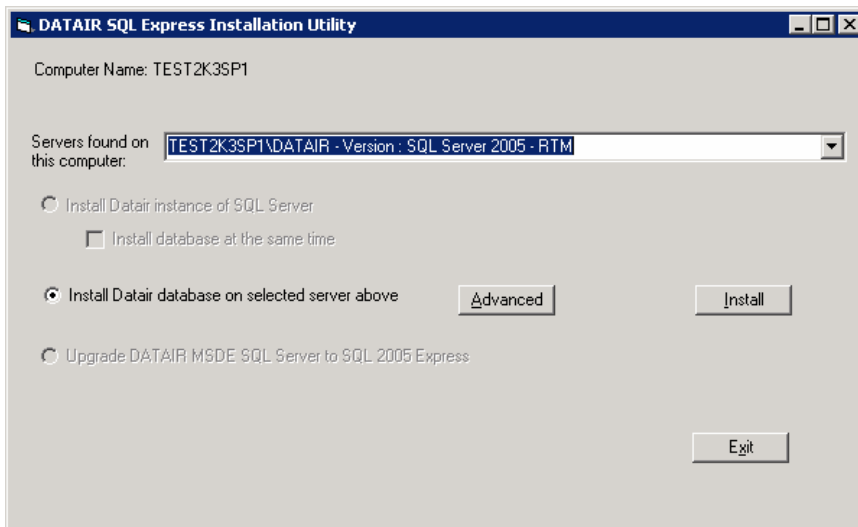 DATAIR SQL Express Installation Utility
Computer Name: TEST2K3SP1
Servers found on
this computer:
TEST2K3SP1\DATAIR - Version : SQL Server 2005 - RTM
Install Datair instance of SQL Server
Install database at the same time
Install Datair database on selected server above
Advanced
Install
Upgrade DATAIR MSDE SQL Server to SQL 2005 Express
Exit